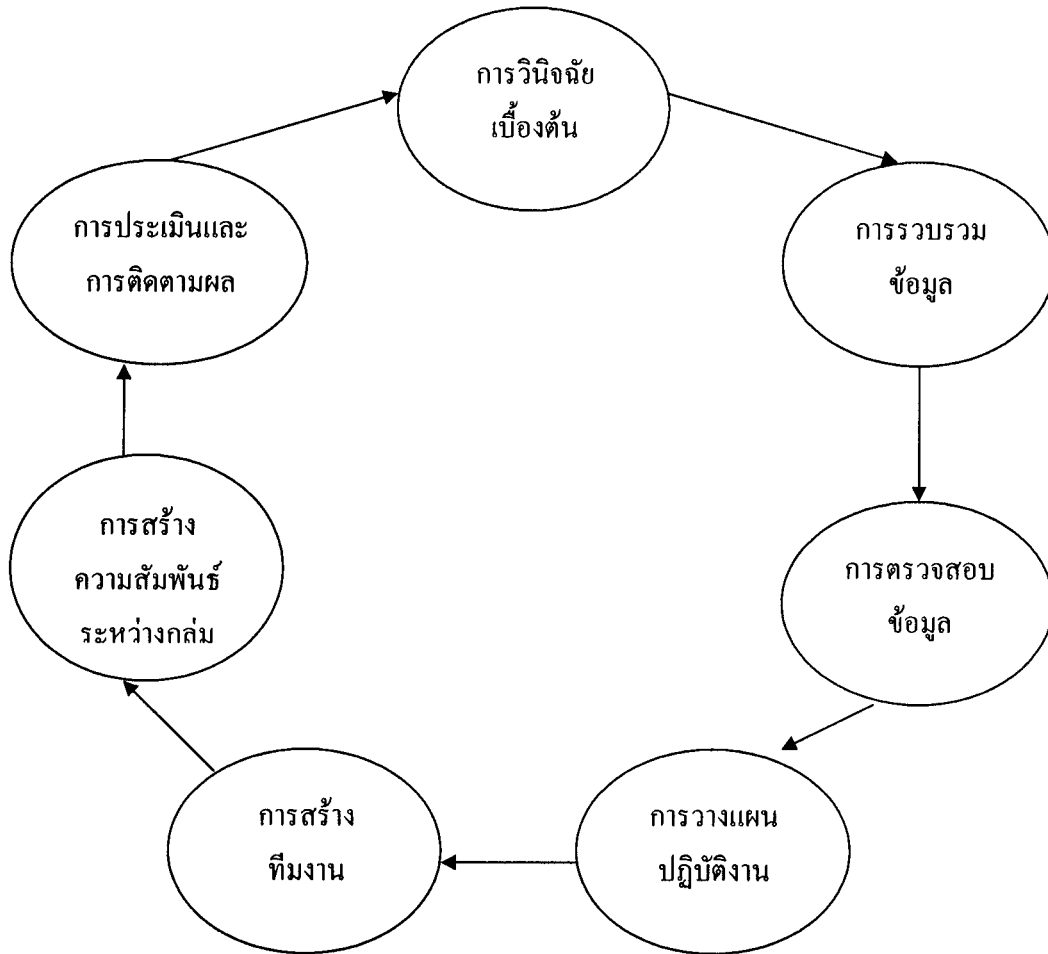 การวินิจฉัย
เบื้องต้น
การรวบรวม
ข้อมูล
การตรวจสอบ
ข้อมูล
การวางแผน
ปฏิบัติงาน
การสร้าง
ทีมงาน
การสร้าง
ความสัมพันธ์
ระหว่างกลุ่ม
การประเมินและ
การติดตามผล